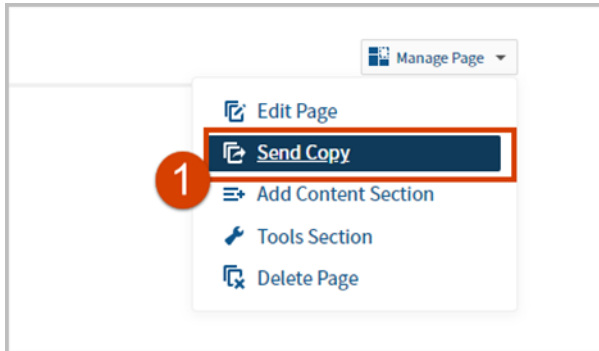 Manage Page
Edit Page
Send Copy
1
Add Content Section
Tools Section
Delete Page